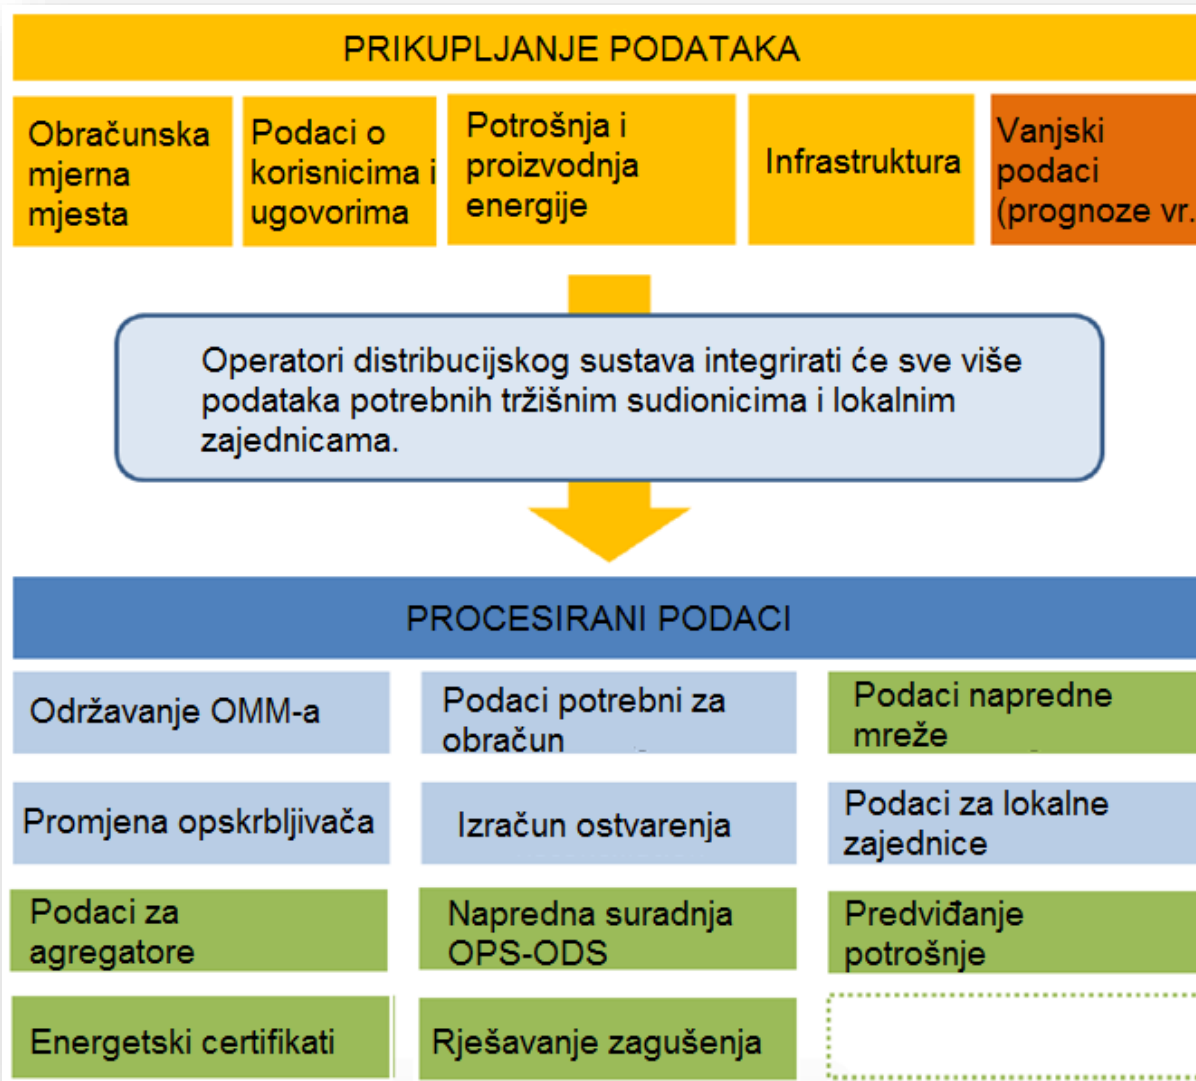 PRIKUPLJANJE PODATAKA
Obračunska
mjerna
mjesta
Podaci o
korisnicima i
ugovorima
Potrošnja i
proizvodnja
energije
Infrastruktura
Vanjski
podaci
(prognoze vr.
Operatori distribucijskog sustava integrirati će sve više
podataka potrebnih tržišnim sudionicima i lokalnim
zajednicama.
PROCESIRANI PODACI
Održavanje OMM-a
Podaci potrebni za
obračun
Podaci napredne
mreže
Promjena opskrbljivača
Izračun ostvarenja
Podaci za lokalne
zajednice
Podaci za
agregatore
Napredna suradnja
OPS-ODS
Predviđanje
potrošnje
Energetski certifikati
Rješavanje zagušenja